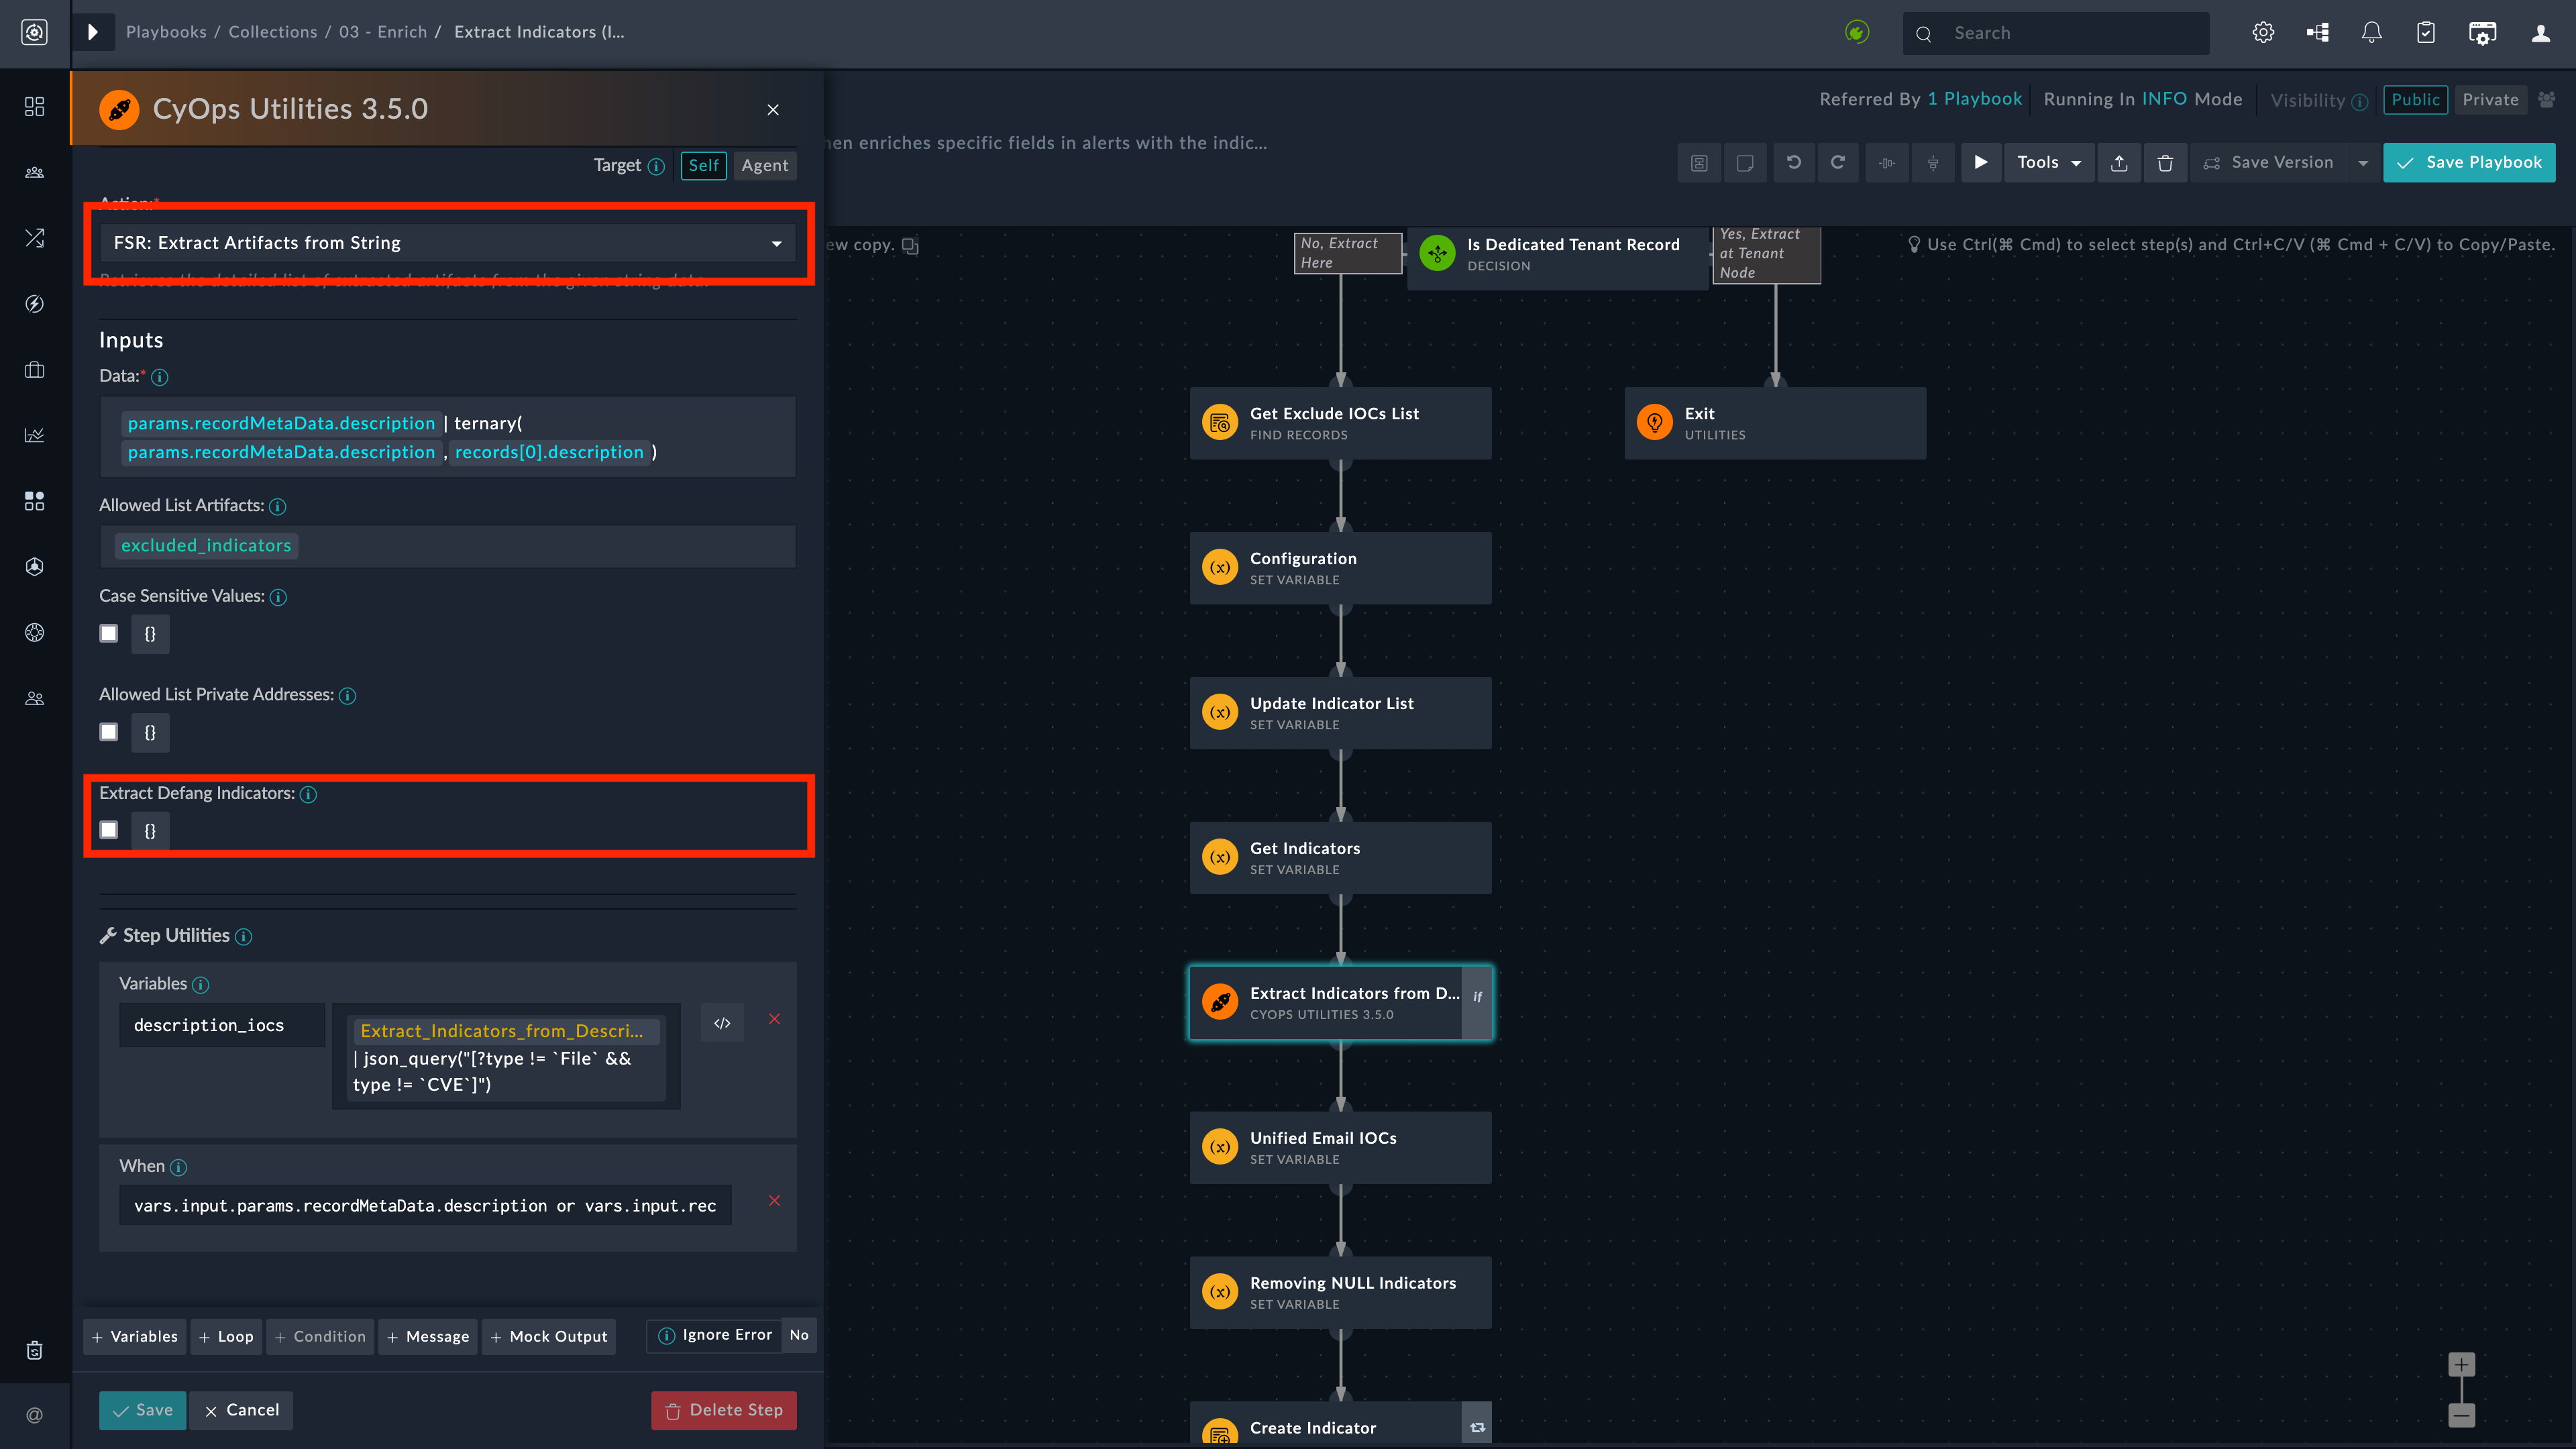 Playbooks / Collections / 03 - Enrich / Extract Indicators (I...
Search
CyOps Utilities 3.5.0
Referred By 1 Playbook
Running In INFO Mode
Visibility
Public
Private
hen enriches specific fields in alerts with the indic...
Target
Self
Agent
Tools
Save Version
Save Playbook
Action:*
FSR: Extract Artifacts from String
Retrieves the detailed list of extracted artifacts from the given string data.
ew copy.
No, Extract
Here
Is Dedicated Tenant Record
DECISION
Yes, Extract
at Tenant
Node
Use Ctrl(⌘ Cmd) to select step(s) and Ctrl+C/V (⌘ Cmd + C/V) to Copy/Paste.
Inputs
Data:*
params.recordMetaData.description | ternary(
params.recordMetaData.description , records[0].description )
Allowed List Artifacts:
excluded_indicators
Case Sensitive Values:
{}
Allowed List Private Addresses:
{}
Extract Defang Indicators:
{}
Step Utilities
Variables
description_iocs
Extract_Indicators_from_Descri...
| json_query("[?type != `File` &&
type != `CVE`]")
</>
When
vars.input.params.recordMetaData.description or vars.input.rec
+ Variables
+ Loop
+ Condition
+ Message
+ Mock Output
Ignore Error
No
Save
Cancel
Delete Step
@
Get Exclude IOCs List
FIND RECORDS
Exit
UTILITIES
(x)
Configuration
SET VARIABLE
(x)
Update Indicator List
SET VARIABLE
(x)
Get Indicators
SET VARIABLE
Extract Indicators from D...
CYOPS UTILITIES 3.5.0
if
(x)
Unified Email IOCs
SET VARIABLE
(x)
Removing NULL Indicators
SET VARIABLE
Create Indicator